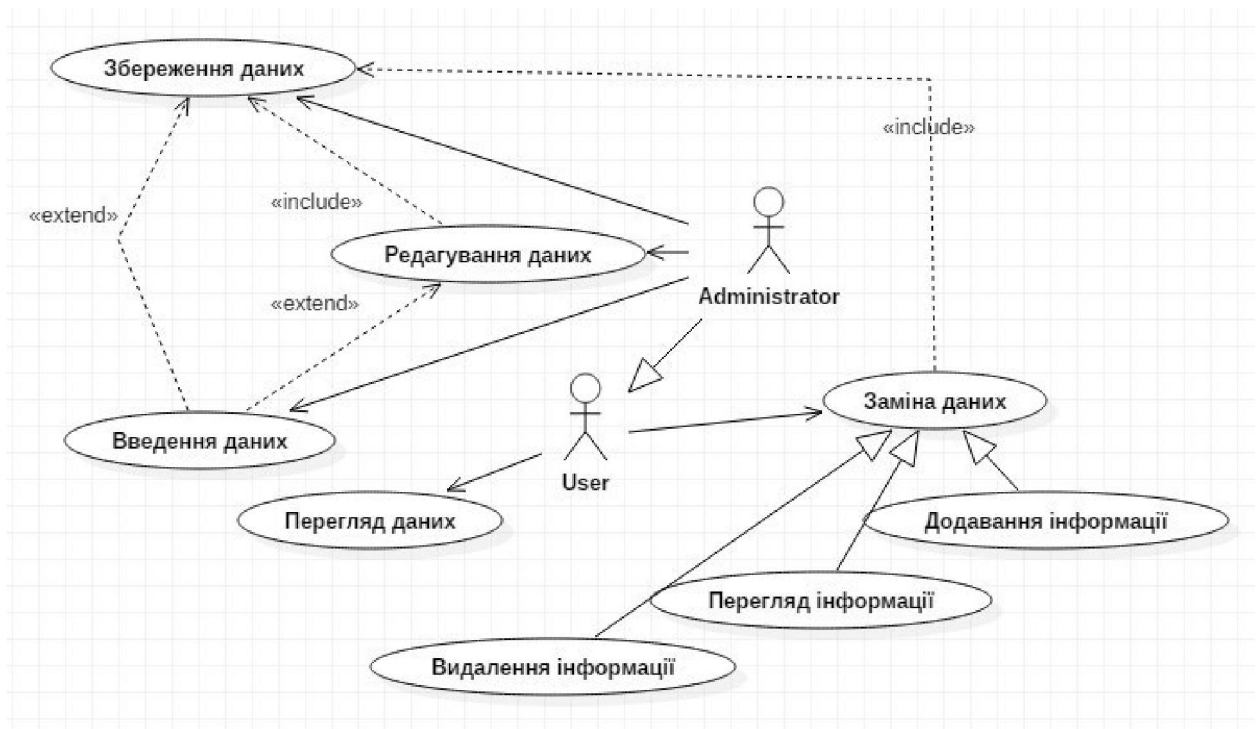 Збереження даних
«include»
«extend»
«include»
Редагування даних
Administrator
«extend»
Заміна даних
Введення даних
User
Перегляд даних
Додавання інформації
Перегляд інформації
Видалення інформації